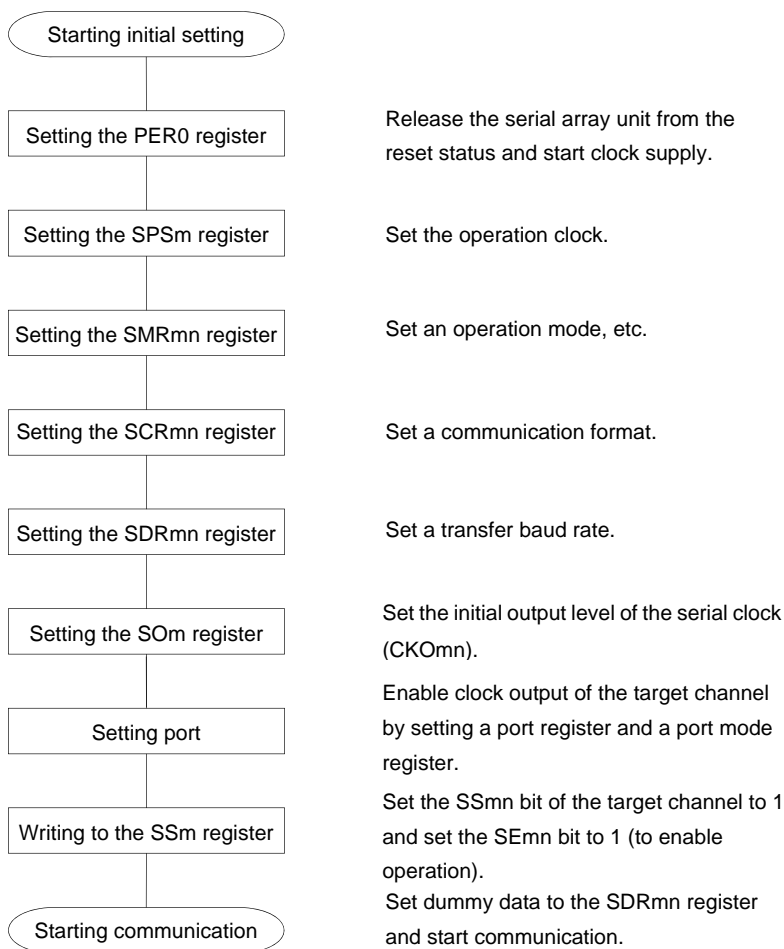 Starting initial setting
Setting the PER0 register
Release the serial array unit from the
reset status and start clock supply.
Setting the SPSm register
Set the operation clock.
Setting the SMRmn register
Set an operation mode, etc.
Setting the SCRmn register
Set a communication format.
Setting the SDRmn register
Set a transfer baud rate.
Setting the SOm register
Set the initial output level of the serial clock
(CKOmn).
Setting port
Enable clock output of the target channel
by setting a port register and a port mode
register.
Writing to the SSm register
Set the SSmn bit of the target channel to 1
and set the SEmn bit to 1 (to enable
operation).
Starting communication
Set dummy data to the SDRmn register
and start communication.